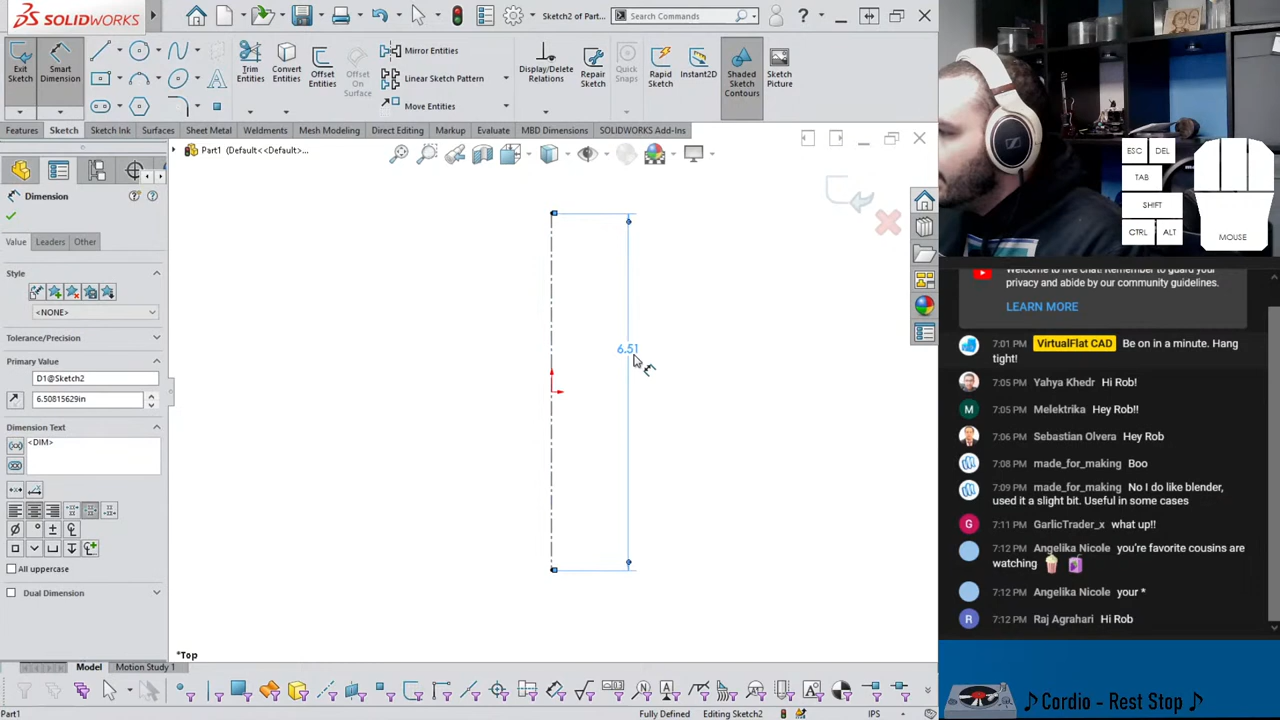 SOLIDWORKS
Sketch2 of Part...
Search Commands
Exit Sketch
Smart Dimension
Trim Entities
Convert Entities
Offset Entities
Offset On Surface
Mirror Entities
Linear Sketch Pattern
Move Entities
Display/Delete Relations
Repair Sketch
Quick Snaps
Rapid Sketch
Instant2D
Shaded Sketch Contours
Sketch Picture
Features
Sketch
Sketch Ink
Surfaces
Sheet Metal
Weldments
Mesh Modeling
Direct Editing
Markup
Evaluate
MBD Dimensions
SOLIDWORKS Add-Ins
Part1 (Default<<Default>...
Dimension
Value
Leaders
Other
Style
<NONE>
Tolerance/Precision
Primary Value
D1@Sketch2
6.50815629in
Dimension Text
<DIM>
All uppercase
Dual Dimension
6.51
*Top
Model
Motion Study 1
Part1
Fully Defined
Editing Sketch2
IPS
ESC
DEL
TAB
SHIFT
CTRL
ALT
MOUSE
Welcome to live chat! Remember to guard your
privacy and abide by our community guidelines.
LEARN MORE
7:01 PM VirtualFlat CAD Be on in a minute. Hang
tight!
7:05 PM Yahya Khedr Hi Rob!
M 7:05 PM Melektrika Hey Rob!!
7:06 PM Sebastian Olvera Hey Rob
7:08 PM made_for_making Boo
7:09 PM made_for_making No I do like blender,
used it a slight bit. Useful in some cases
G 7:11 PM GarlicTrader_x what up!!
7:12 PM Angelika Nicole you're favorite cousins are
watching
7:12 PM Angelika Nicole your *
R 7:12 PM Raj Agrahari Hi Rob
♪ Cordio - Rest Stop ♪